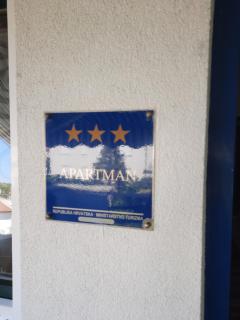 APARTMAN
REPUBLIKA HRVATSKA - MINISTARSTVO TURIZMA